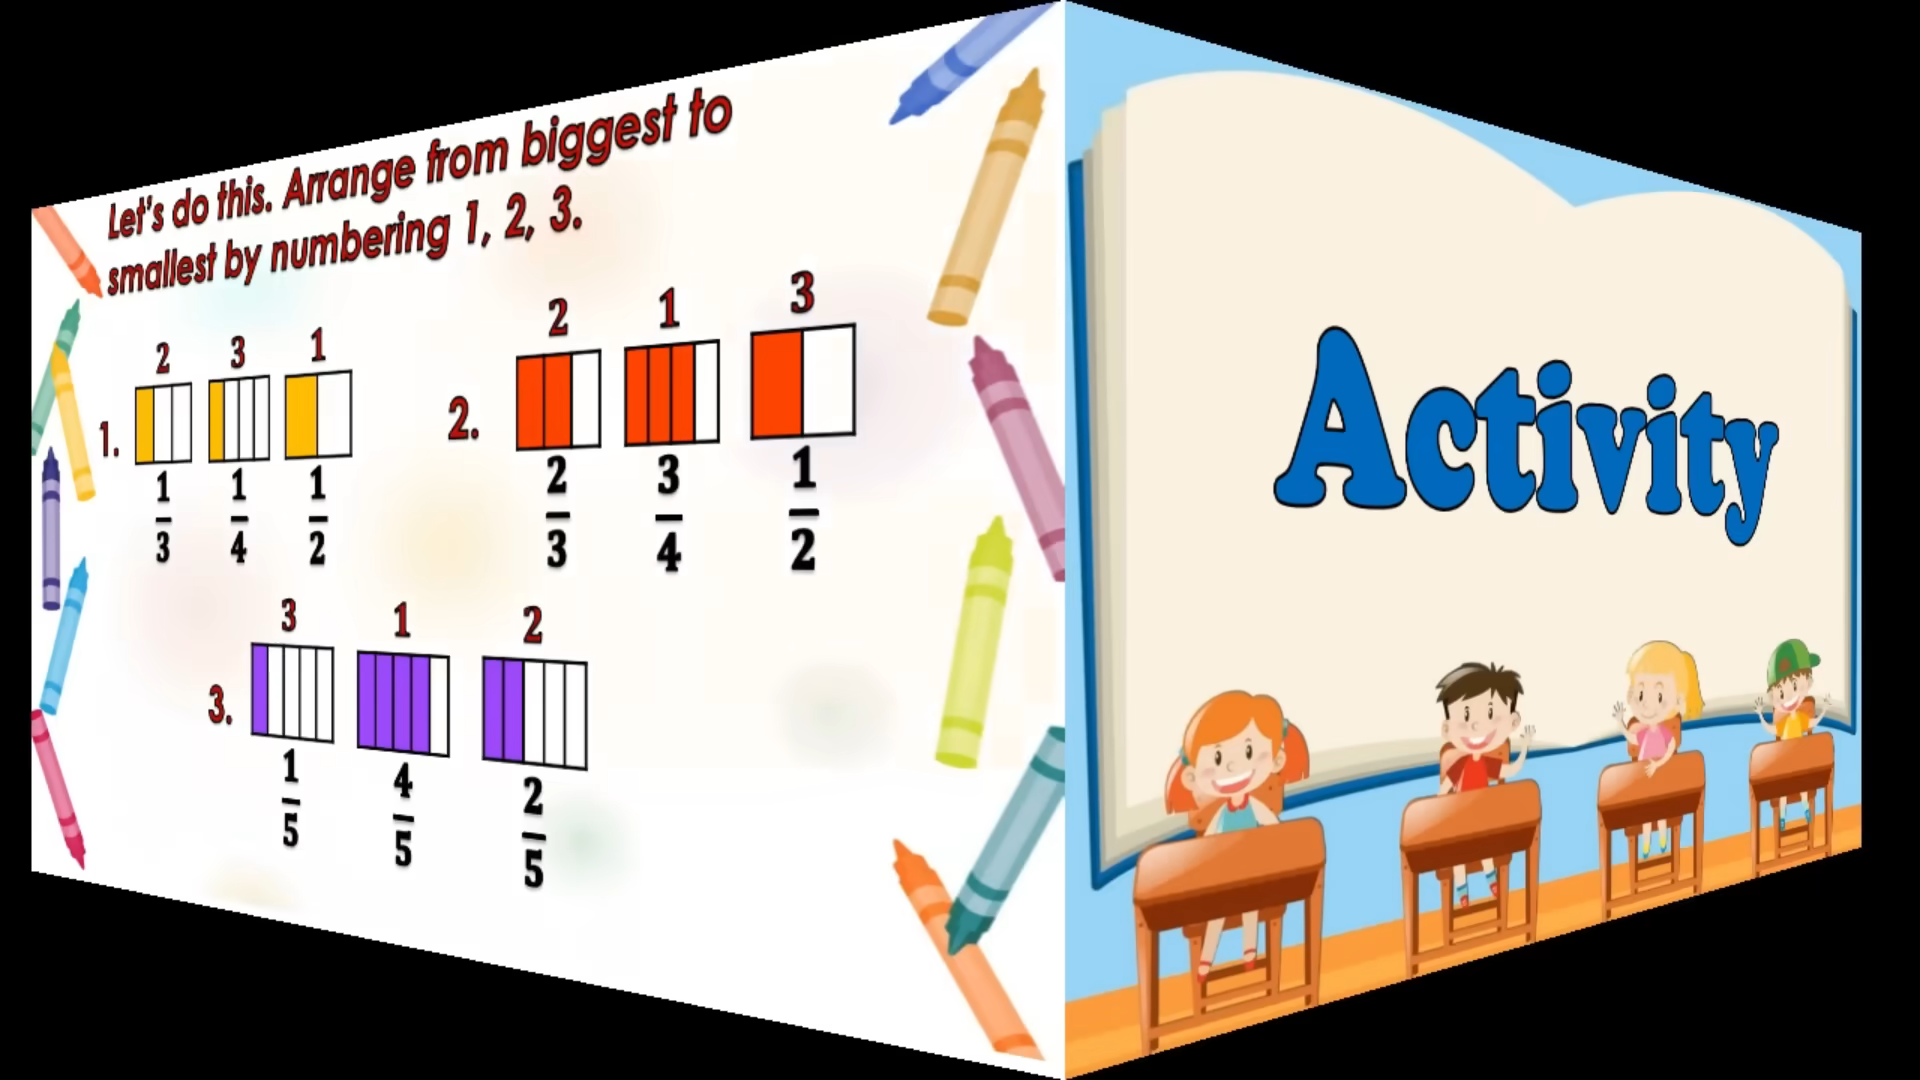 Let's do this. Arrange from biggest to
smallest by numbering 1, 2, 3.
1.
2 3 1
1/3 1/4 1/2
2.
2 1 3
2/3 3/4 1/2
3.
3 1 2
1/5 4/5 2/5
Activity